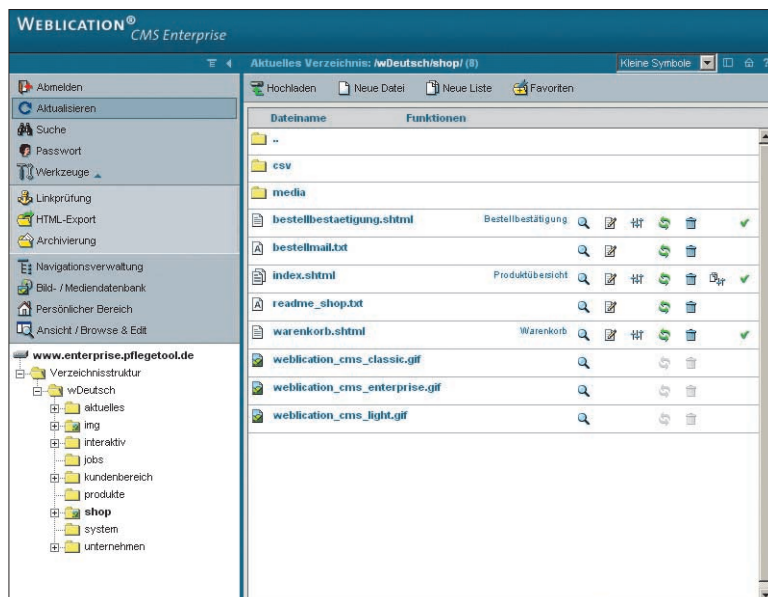 WEBLICATION®
CMS Enterprise
Aktuelles Verzeichnis: /wDeutsch/shop/ (8)
Kleine Symbole
?
Abmelden
Aktualisieren
Suche
Passwort
Werkzeuge
Linkprüfung
HTML-Export
Archivierung
Navigationsverwaltung
Bild- / Mediendatenbank
Persönlicher Bereich
Ansicht / Browse & Edit
www.enterprise.pflegetool.de
Verzeichnisstruktur
wDeutsch
aktuelles
img
interaktiv
jobs
kundenbereich
produkte
shop
system
unternehmen
Hochladen Neue Datei Neue Liste Favoriten
Dateiname Funktionen
..
csv
media
bestellbestaetigung.shtml Bestellbestätigung
bestellmail.txt
index.shtml Produktübersicht
readme_shop.txt
warenkorb.shtml Warenkorb
weblication_cms_classic.gif
weblication_cms_enterprise.gif
weblication_cms_light.gif